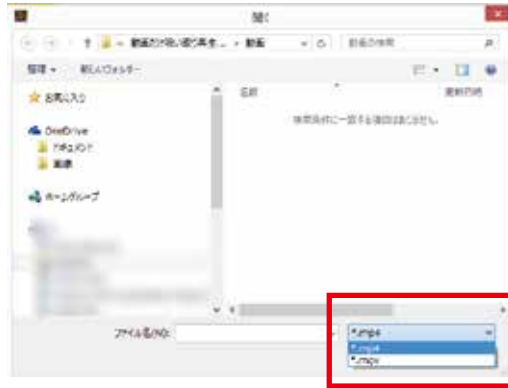 開く
動画の検索
整理 ▾ 新しいフォルダー
お気に入り
名前
更新日時
検索条件に一致する項目はありません。
OneDrive
ドキュメント
画像
ホームグループ
ファイル名(N):
*.mp4
*.mp4
*.mov